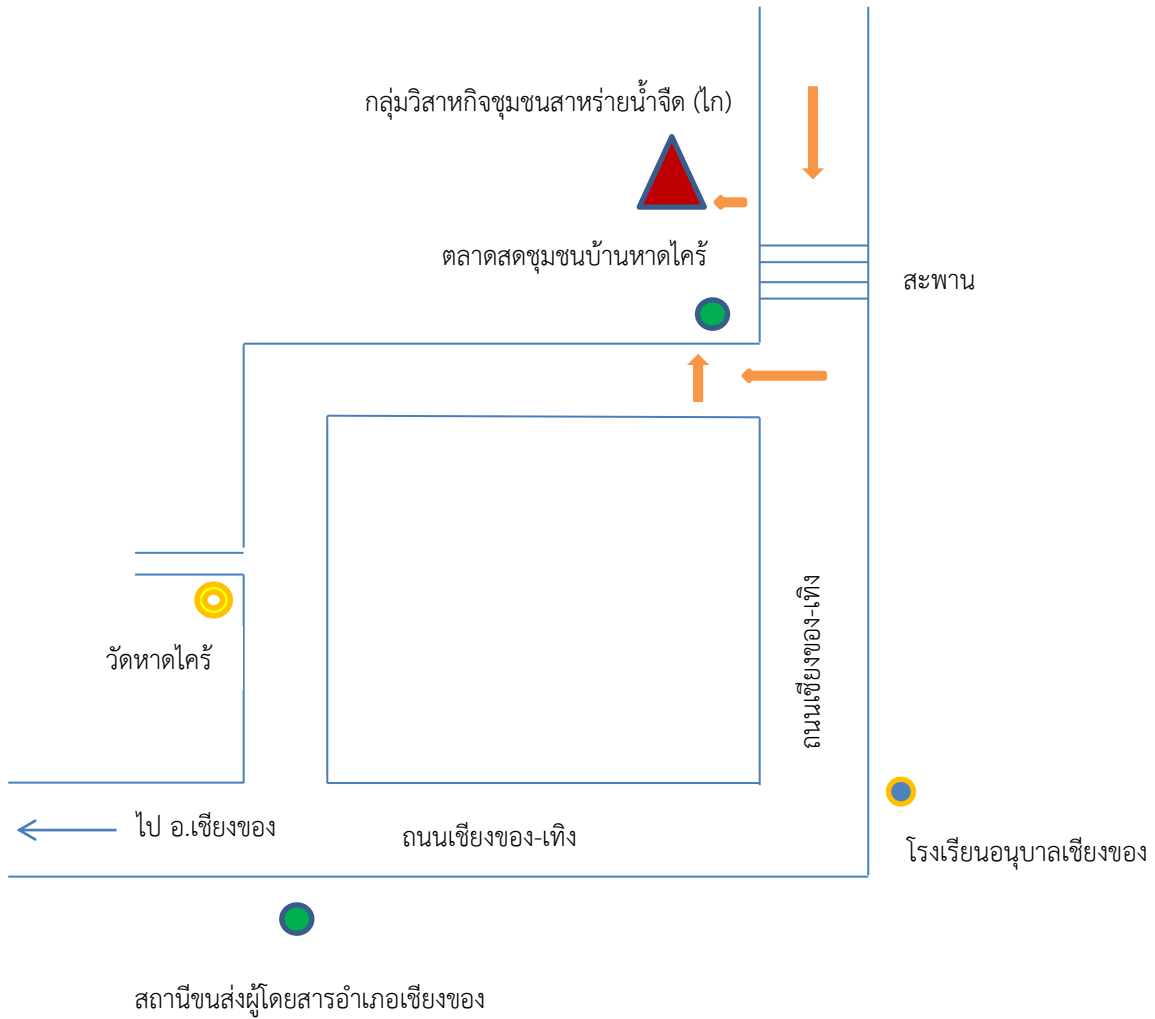 กลุ่มวิสาหกิจชุมชนสาหร่ายน้ำจืด (ไก)
ตลาดสดชุมชนบ้านหาดไคร้
สะพาน
วัดหาดไคร้
ถนนเชียงของ-เทิง
ไป อ.เชียงของ
ถนนเชียงของ-เทิง
โรงเรียนอนุบาลเชียงของ
สถานีขนส่งผู้โดยสารอำเภอเชียงของ